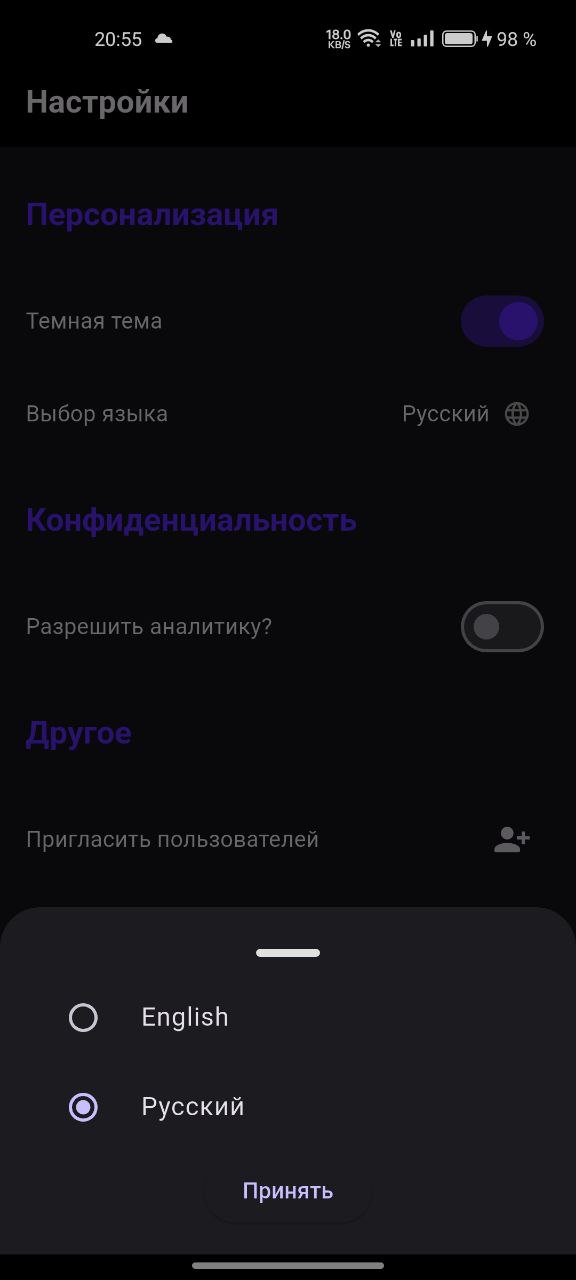 20:55 18.0 KB/S Vo LTE 98 %
Настройки
Персонализация
Темная тема
Выбор языка Русский
Конфиденциальность
Разрешить аналитику?
Другое
Пригласить пользователей
English
Русский
Принять